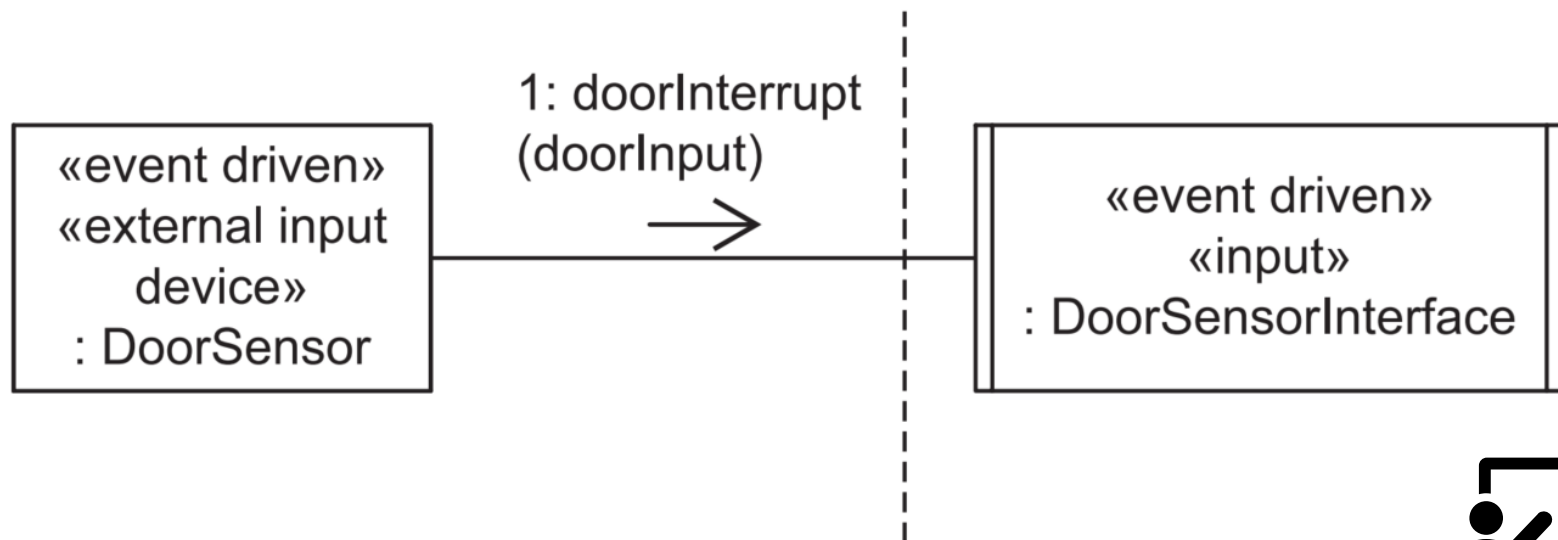 1: doorInterrupt
(doorInput)
«event driven»
«external input
device»
: DoorSensor
«event driven»
«input»
: DoorSensorInterface